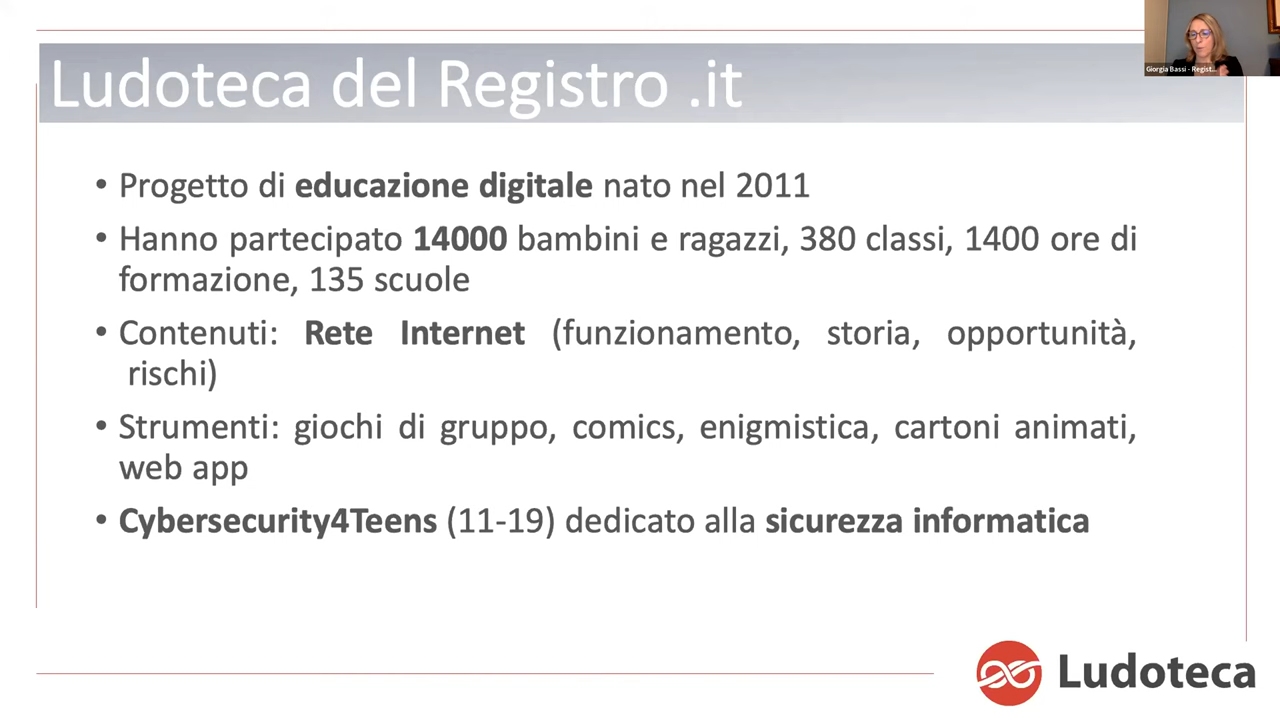 Giorgia Bassi - Regist...
Ludoteca del Registro .it
• Progetto di educazione digitale nato nel 2011
• Hanno partecipato 14000 bambini e ragazzi, 380 classi, 1400 ore di
formazione, 135 scuole
• Contenuti: Rete Internet (funzionamento, storia, opportunità,
rischi)
• Strumenti: giochi di gruppo, comics, enigmistica, cartoni animati,
web app
• Cybersecurity4Teens (11-19) dedicato alla sicurezza informatica
Ludoteca